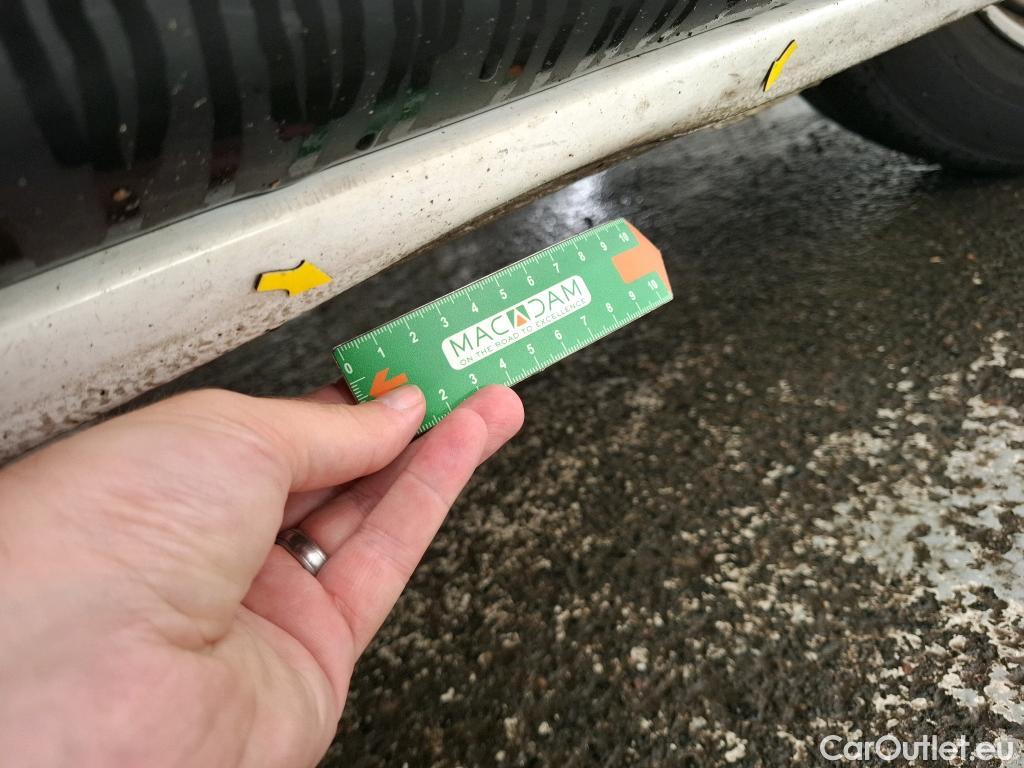 0 1 2 3 4 5 6 7 8 9 10
MACADAM
ON THE ROAD TO EXCELLENCE
2 3 4 5 6 7 8 9 10
CarOutlet.eu